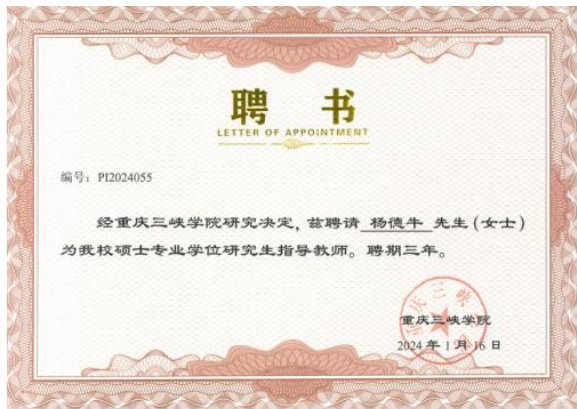 聘 书
LETTER OF APPOINTMENT
编号：PI2024055
经重庆三峡学院研究决定，兹聘请 杨德牛 先生（女士）
为我校硕士专业学位研究生指导教师。聘期三年。
重庆三峡学院
2024 年 1 月 16 日